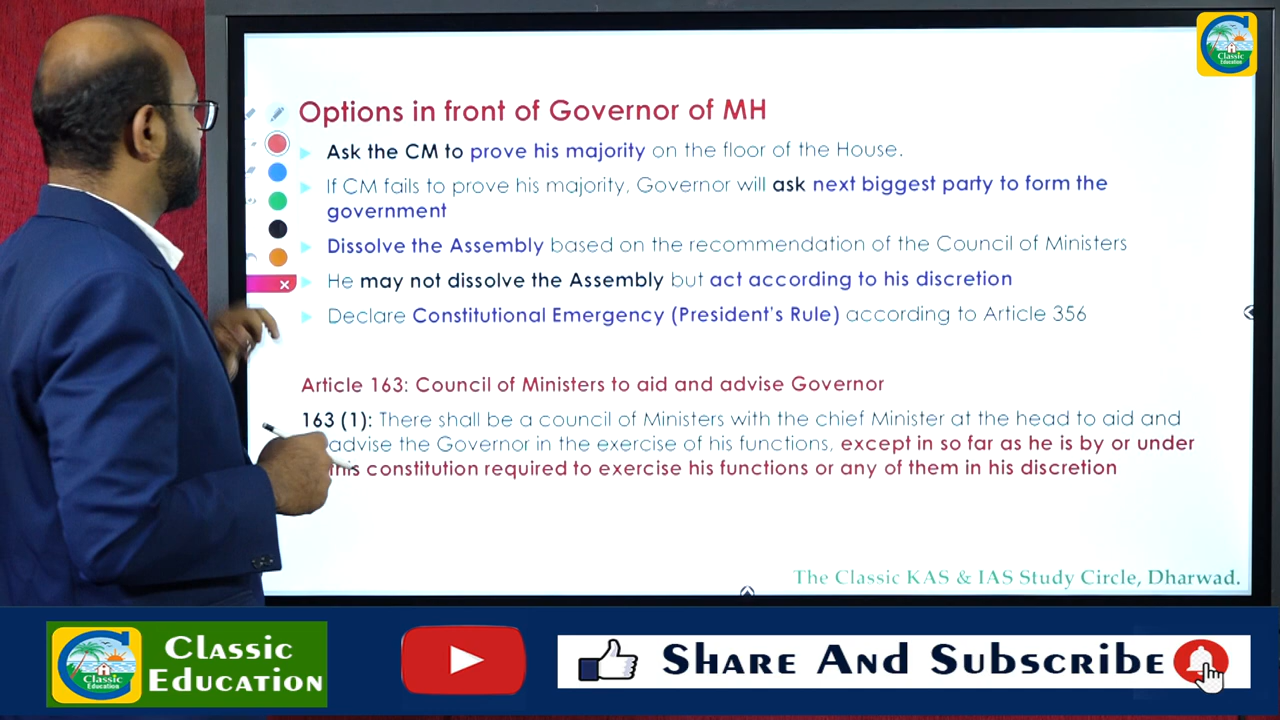 Classic
Education
Options in front of Governor of MH
Ask the CM to prove his majority on the floor of the House.
If CM fails to prove his majority, Governor will ask next biggest party to form the
government
Dissolve the Assembly based on the recommendation of the Council of Ministers
He may not dissolve the Assembly but act according to his discretion
Declare Constitutional Emergency (President's Rule) according to Article 356
Article 163: Council of Ministers to aid and advise Governor
163 (1): There shall be a council of Ministers with the chief Minister at the head to aid and
advise the Governor in the exercise of his functions, except in so far as he is by or under
this constitution required to exercise his functions or any of them in his discretion
The Classic KAS & IAS Study Circle, Dharwad.
Classic
Education
Classic
Education
Share And Subscribe